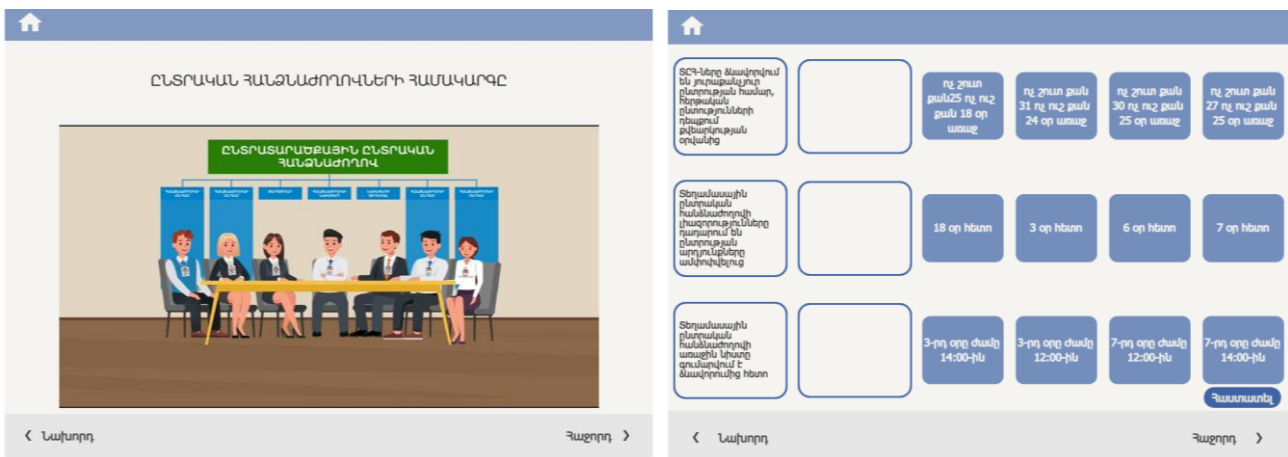 ԸՆՏՐԱԿԱՆ ՀԱՆՁՆԱԺՈՂՈՎՆԵՐԻ ՀԱՄԱԿԱՐԳԸ
ԸՆՏՐԱՏԱՐԱԾՔԱՅԻՆ ԸՆՏՐԱԿԱՆ
ՀԱՆՁՆԱԺՈՂՈՎ
Նախորդ
Հաջորդ
ՏԸՀ-ները ձևավորվում
են յուրաքանչյուր
ընտրության համար,
հերթական
ընտությունների
դեպքում
քվեարկության
օրվանից
ոչ շուտ
քան25 ոչ ուշ
քան 18 օր
առաջ
ոչ շուտ քան
31 ոչ ուշ քան
24 օր առաջ
ոչ շուտ քան
30 ոչ ուշ քան
25 օր առաջ
ոչ շուտ քան
27 ոչ ուշ քան
25 օր առաջ
Տեղամասային
ընտրական
հանձնաժողովի
լիազորությունները
դադարում են
ընտրության
արդյունքները
ամփոփվելուց
18 օր հետո
3 օր հետո
6 օր հետո
7 օր հետո
Տեղամասային
ընտրական
հանձնաժողովի
առաջին նիստը
գումարվում է
ձևավորումից հետո
3-րդ օրը ժամը
14:00-ին
3-րդ օրը ժամը
12:00-ին
7-րդ օրը ժամը
12:00-ին
7-րդ օրը ժամը
14:00-ին
Հաստատել
Նախորդ
Հաջորդ